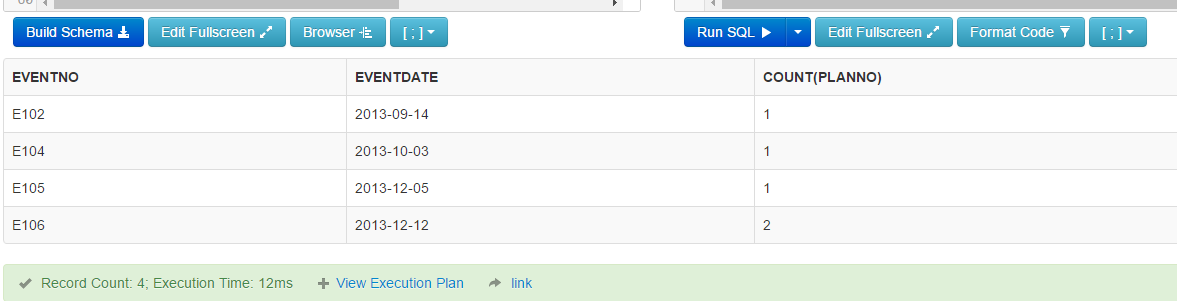 Build Schema Edit Fullscreen Browser [ ; ] Run SQL Edit Fullscreen Format Code [ ; ]
EVENTNO EVENTDATE COUNT(PLANNO)
E102 2013-09-14 1
E104 2013-10-03 1
E105 2013-12-05 1
E106 2013-12-12 2
Record Count: 4; Execution Time: 12ms View Execution Plan link